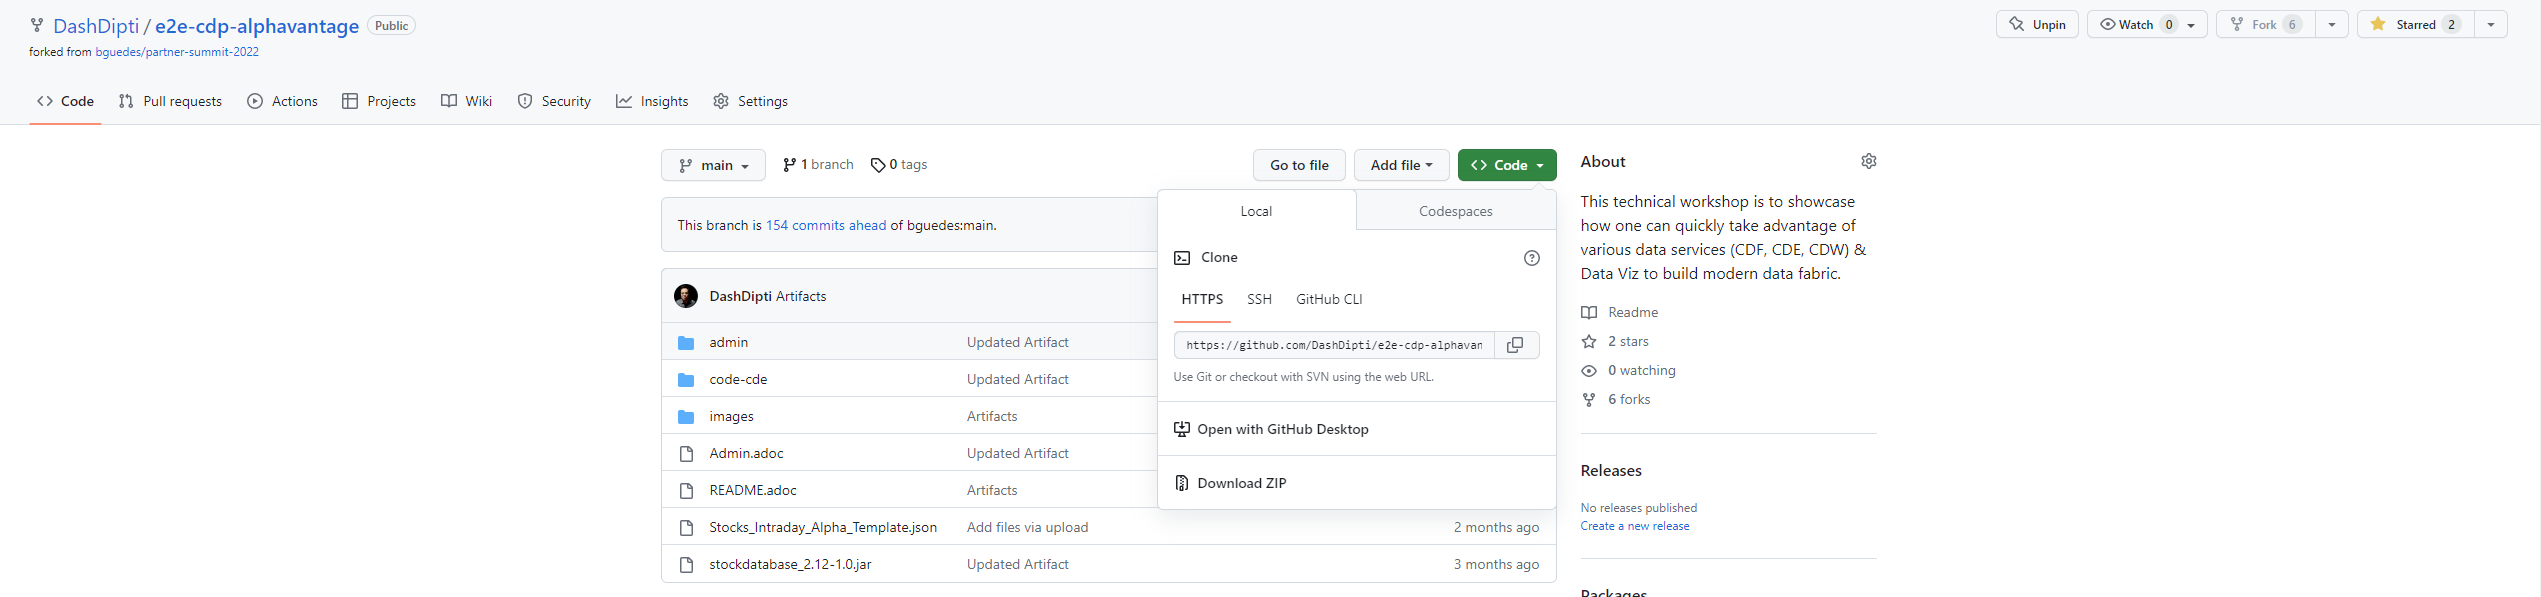 DashDipti / e2e-cdp-alphavantage Public
Unpin Watch 0 Fork 6 Starred 2
forked from bguedes/partner-summit-2022
Code Pull requests Actions Projects Wiki Security Insights Settings
main 1 branch 0 tags Go to file Add file Code
This branch is 154 commits ahead of bguedes:main.
DashDipti Artifacts
admin Updated Artifact
code-cde Updated Artifact
images Artifacts
Admin.adoc Updated Artifact
README.adoc Artifacts
Stocks_Intraday_Alpha_Template.json Add files via upload 2 months ago
stockdatabase_2.12-1.0.jar Updated Artifact 3 months ago
Local Codespaces
Clone
HTTPS SSH GitHub CLI
https://github.com/DashDipti/e2e-cdp-alphavan
Use Git or checkout with SVN using the web URL.
Open with GitHub Desktop
Download ZIP
About
This technical workshop is to showcase
how one can quickly take advantage of
various data services (CDF, CDE, CDW) &
Data Viz to build modern data fabric.
Readme
2 stars
0 watching
6 forks
Releases
No releases published
Create a new release
Packages